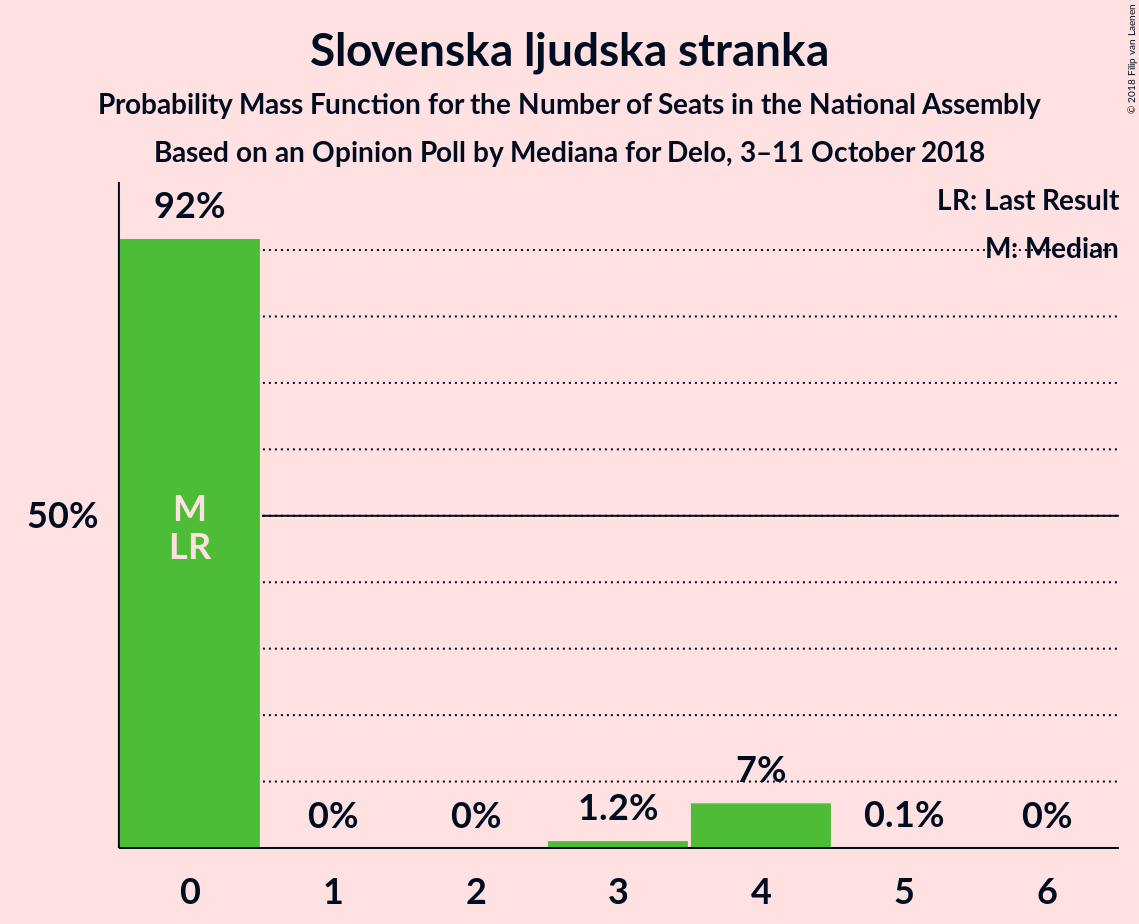 Slovenska ljudska stranka
Probability Mass Function for the Number of Seats in the National Assembly
Based on an Opinion Poll by Mediana for Delo, 3–11 October 2018
© 2018 Filip van Laenen
LR: Last Result
M: Median
92%
50%
M
LR
0%
0%
1.2%
7%
0.1%
0%
0
1
2
3
4
5
6